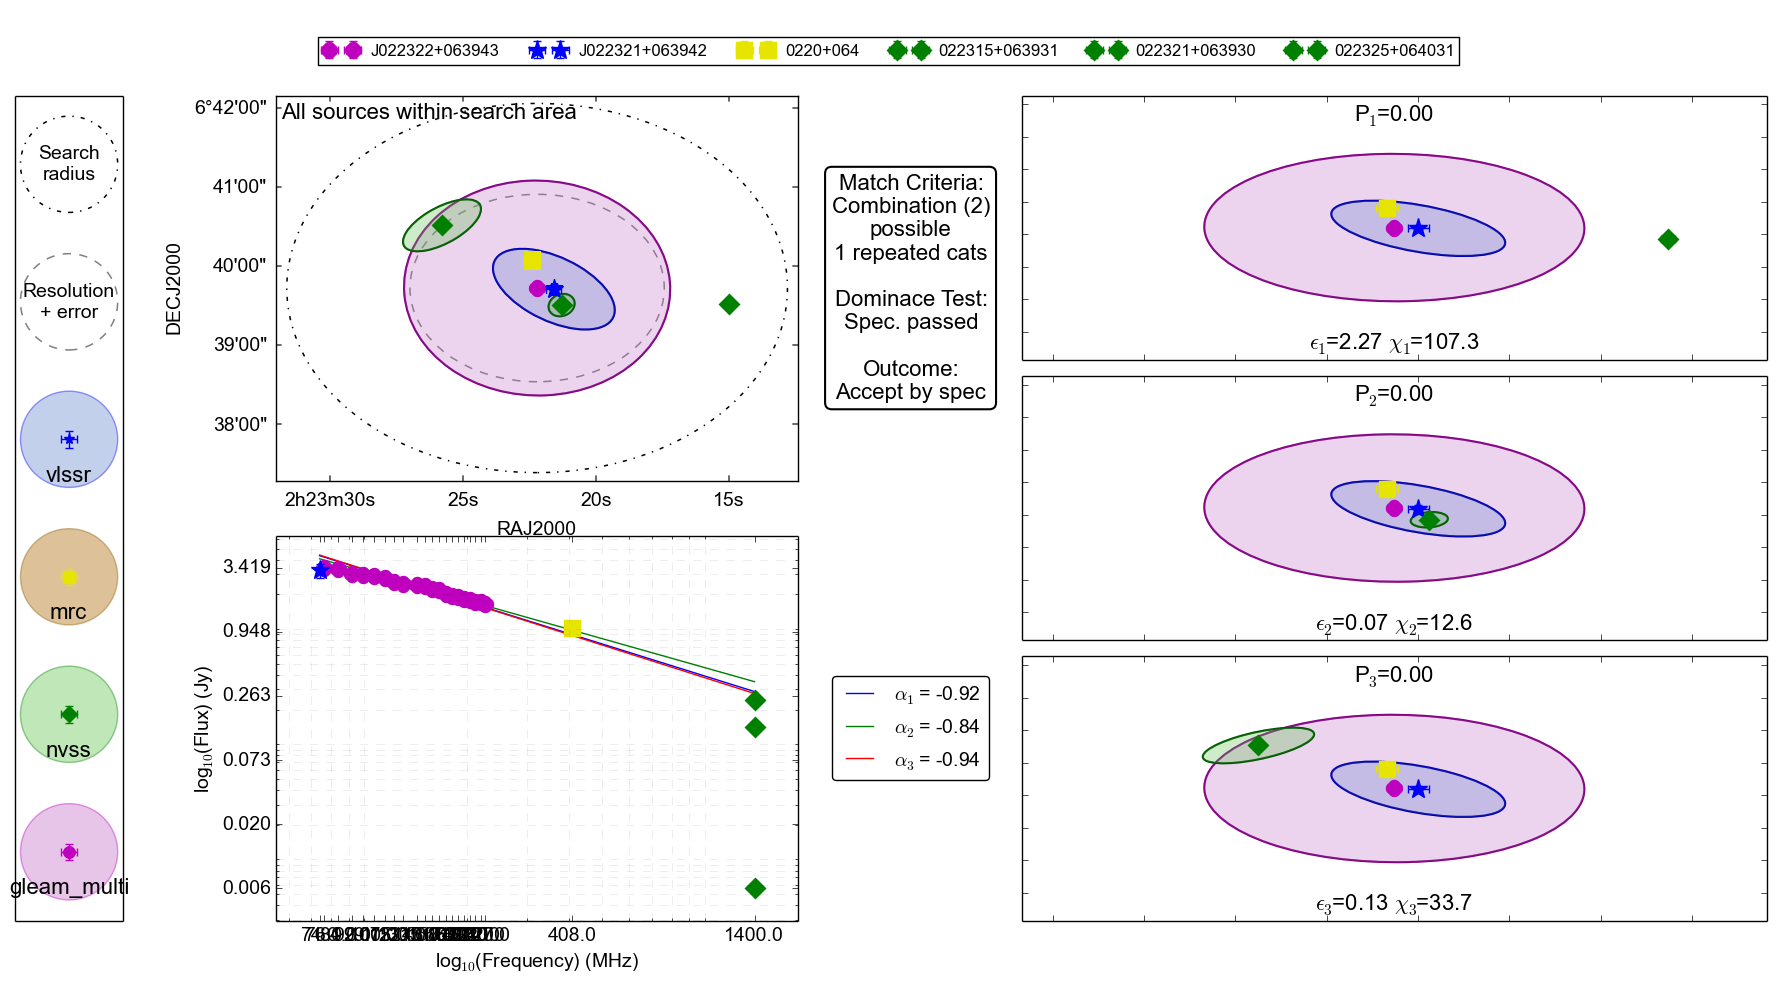 J022322+063943
J022321+063942
0220+064
022315+063931
022321+063930
022325+064031
Search
radius
Resolution
+ error
vlssr
mrc
nvss
gleam_multi
All sources within search area
6°42'00"
41'00"
40'00"
39'00"
38'00"
DECJ2000
2h23m30s
25s
20s
15s
RAJ2000
Match Criteria:
Combination (2)
possible
1 repeated cats
Dominace Test:
Spec. passed
Outcome:
Accept by spec
3.419
0.948
0.263
0.073
0.020
0.006
log₁₀(Flux) (Jy)
408.0
1400.0
log₁₀(Frequency) (MHz)
α₁ = -0.92
α₂ = -0.84
α₃ = -0.94
P₁=0.00
ϵ₁=2.27 χ₁=107.3
P₂=0.00
ϵ₂=0.07 χ₂=12.6
P₃=0.00
ϵ₃=0.13 χ₃=33.7